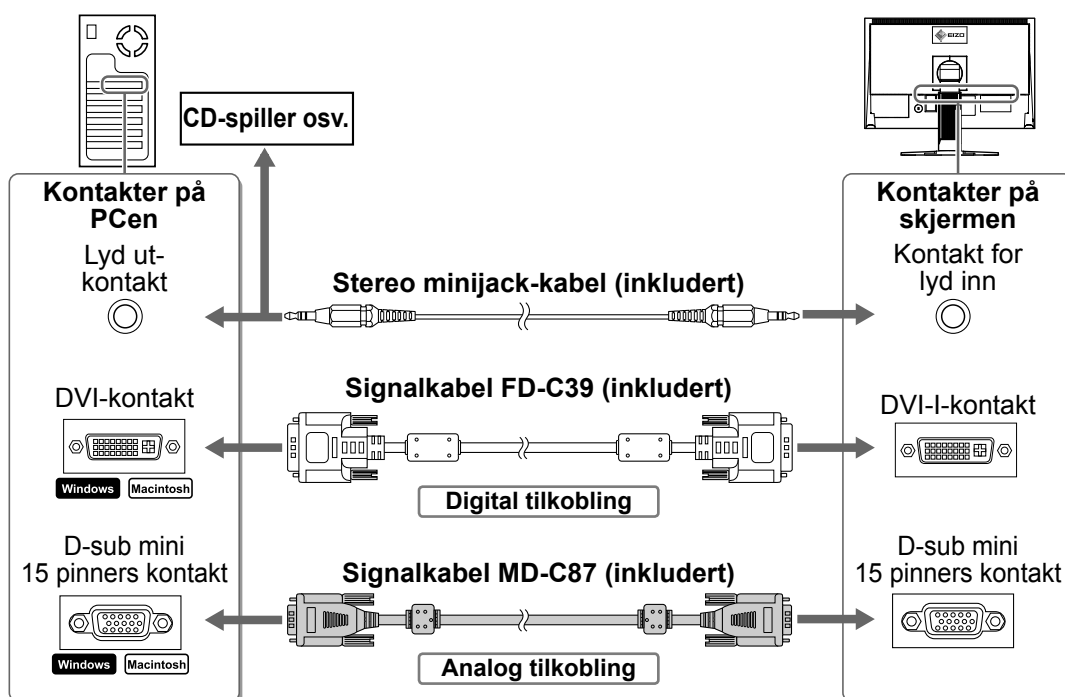 EIZO
CD-spiller osv.
Kontakter på
PCen
Lyd ut-
kontakt
Stereo minijack-kabel (inkludert)
Kontakter på
skjermen
Kontakt for
lyd inn
DVI-kontakt
Windows Macintosh
Signalkabel FD-C39 (inkludert)
Digital tilkobling
DVI-I-kontakt
D-sub mini
15 pinners kontakt
Windows Macintosh
Signalkabel MD-C87 (inkludert)
Analog tilkobling
D-sub mini
15 pinners kontakt